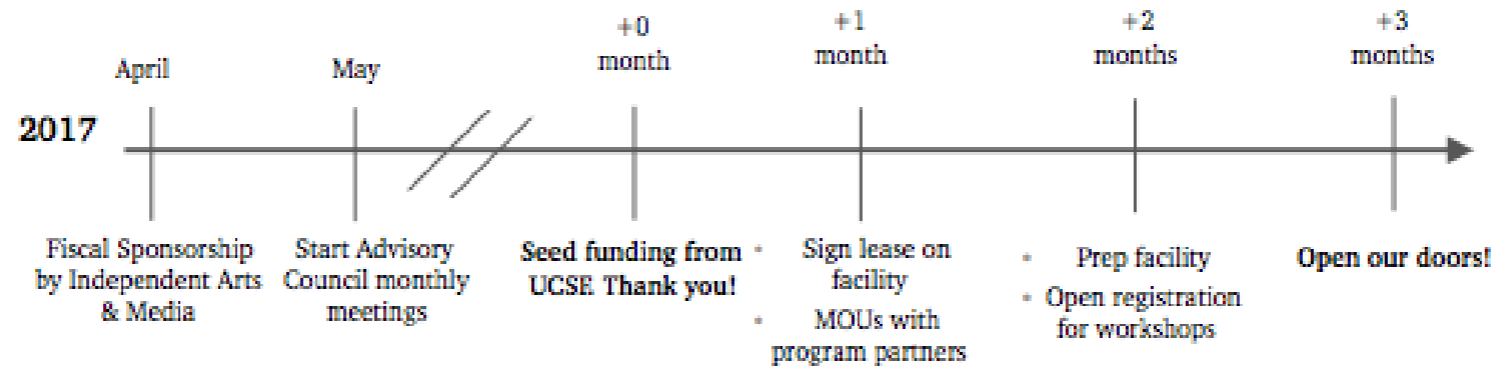 2017
April
Fiscal Sponsorship
by Independent Arts
& Media
May
Start Advisory
Council monthly
meetings
+0
month
Seed funding from
UCSE Thank you!
+1
month
• Sign lease on
facility
• MOUs with
program partners
+2
months
• Prep facility
• Open registration
for workshops
+3
months
Open our doors!